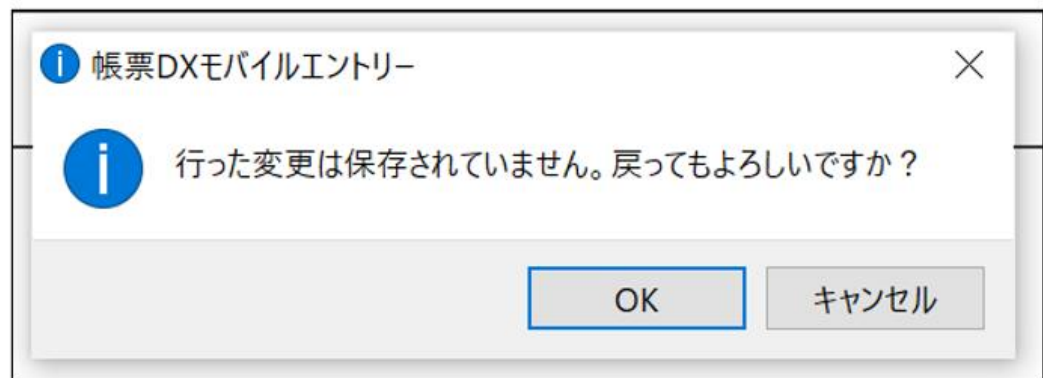 帳票DXモバイルエントリー
行った変更は保存されていません。戻ってもよろしいですか？
OK
キャンセル